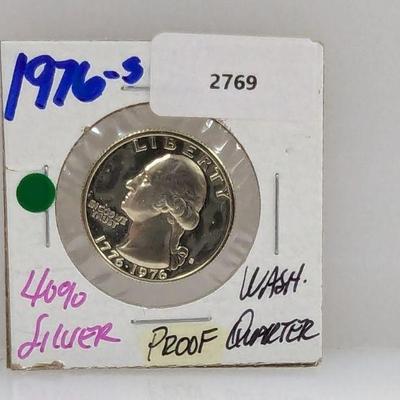 1976-S
2769
LIBERTY
IN GOD WE
TRUST
1776-1976
S
40%
SILVER
PROOF
WASH.
QUARTER